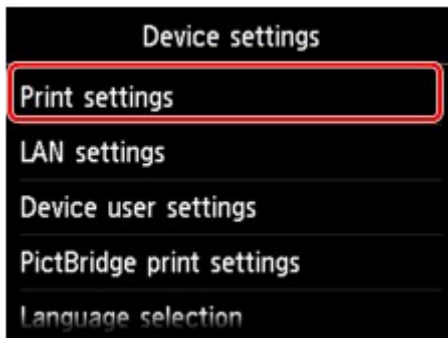 Device settings
Print settings
LAN settings
Device user settings
PictBridge print settings
Language selection